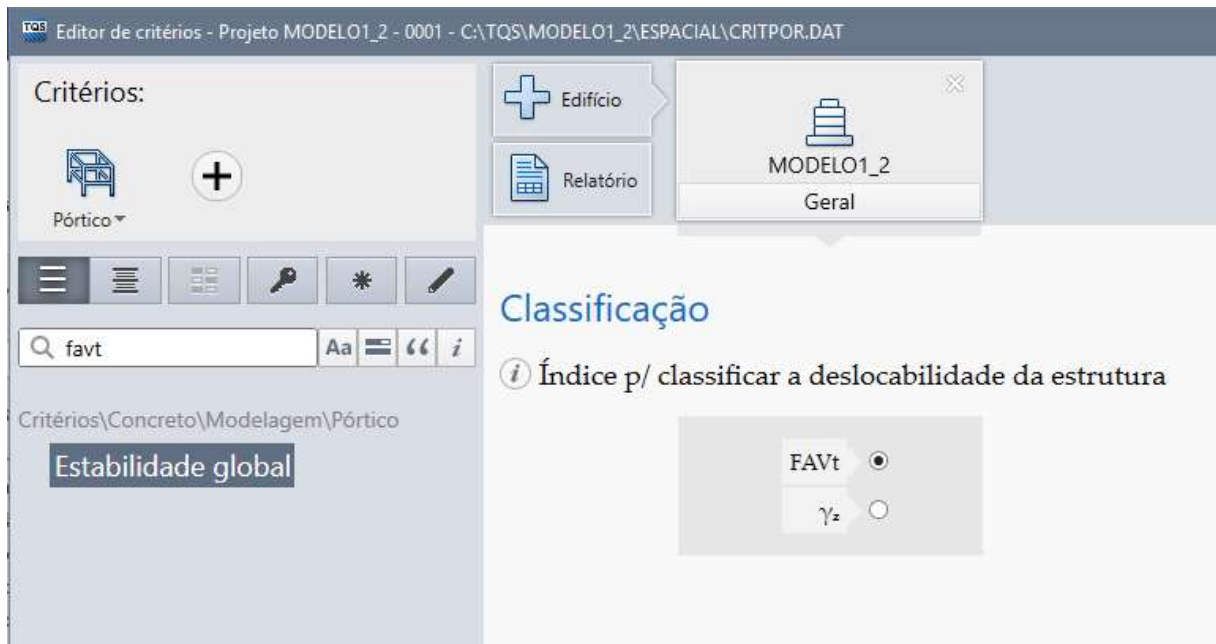 TQS Editor de critérios - Projeto MODELO1_2 - 0001 - C:\TQS\MODELO1_2\ESPACIAL\CRITPOR.DAT
Critérios:
Pórtico
Edifício
Relatório
MODELO1_2
Geral
favt
Aa
i
Critérios\Concreto\Modelagem\Pórtico
Estabilidade global
Classificação
i Índice p/ classificar a deslocabilidade da estrutura
FAVt
γz